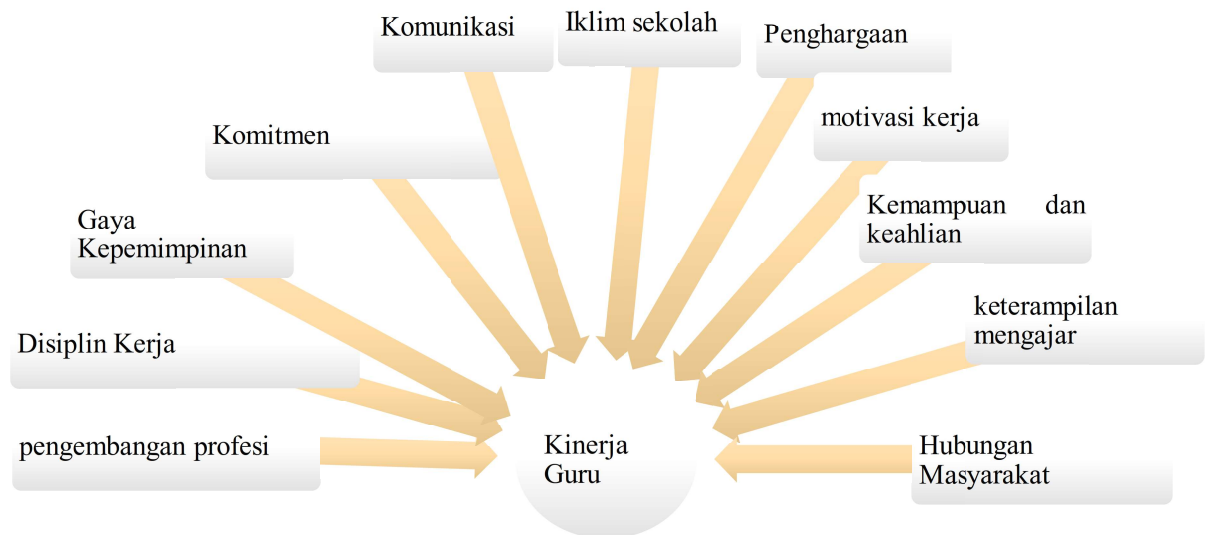 Komunikasi
Iklim sekolah
Penghargaan
Komitmen
motivasi kerja
Gaya
Kepemimpinan
Kemampuan dan
keahlian
Disiplin Kerja
keterampilan
mengajar
pengembangan profesi
Kinerja
Guru
Hubungan
Masyarakat